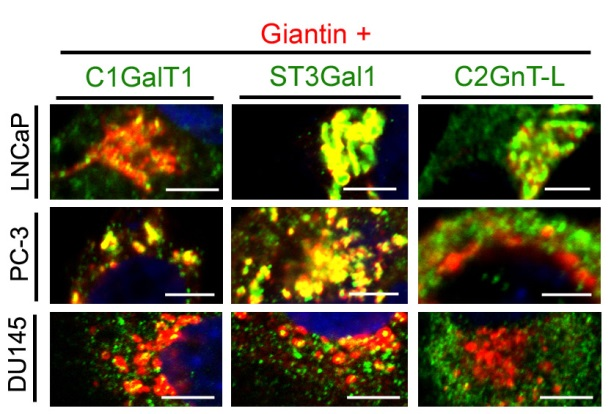 Giantin +
C1GalT1 ST3Gal1 C2GnT-L
LNCaP
PC-3
DU145